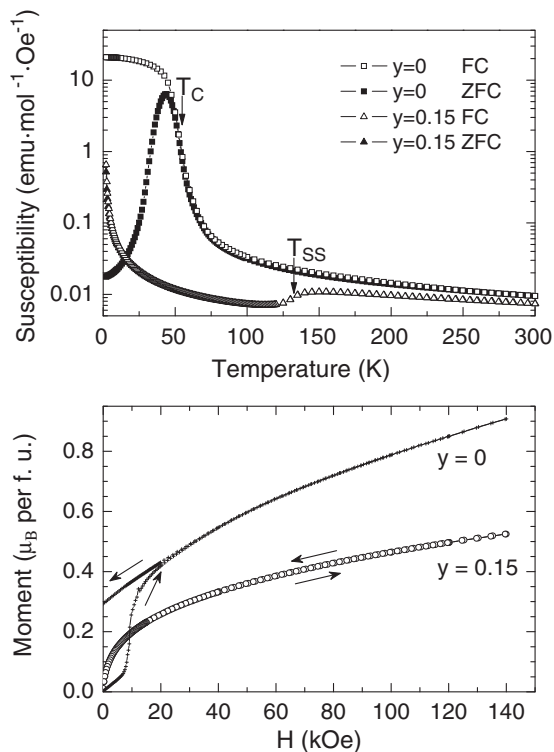 Susceptibility (emu·mol⁻¹·Oe⁻¹)
10
1
0.1
0.01
T_C
T_SS
y=0 FC
y=0 ZFC
y=0.15 FC
y=0.15 ZFC
0 50 100 150 200 250 300
Temperature (K)
Moment (μ_B per f. u.)
0.8
0.6
0.4
0.2
0.0
y = 0
y = 0.15
0 20 40 60 80 100 120 140
H (kOe)